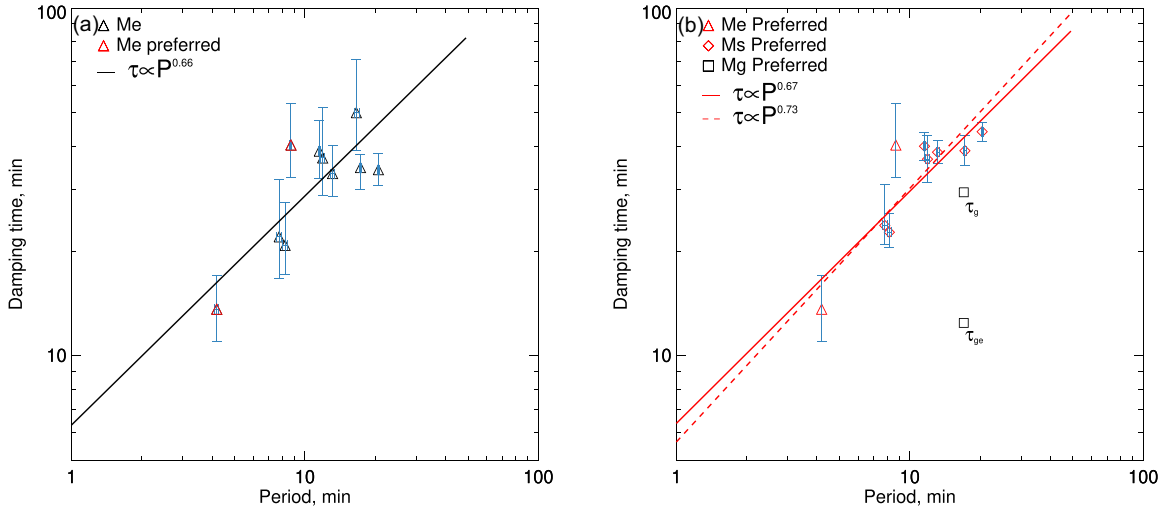 (a)
Me
Me preferred
τ∝P^0.66
100
10
1
10
100
Damping time, min
Period, min
(b)
Me Preferred
Ms Preferred
Mg Preferred
τ∝P^0.67
τ∝P^0.73
τg
τge
100
10
1
10
100
Damping time, min
Period, min